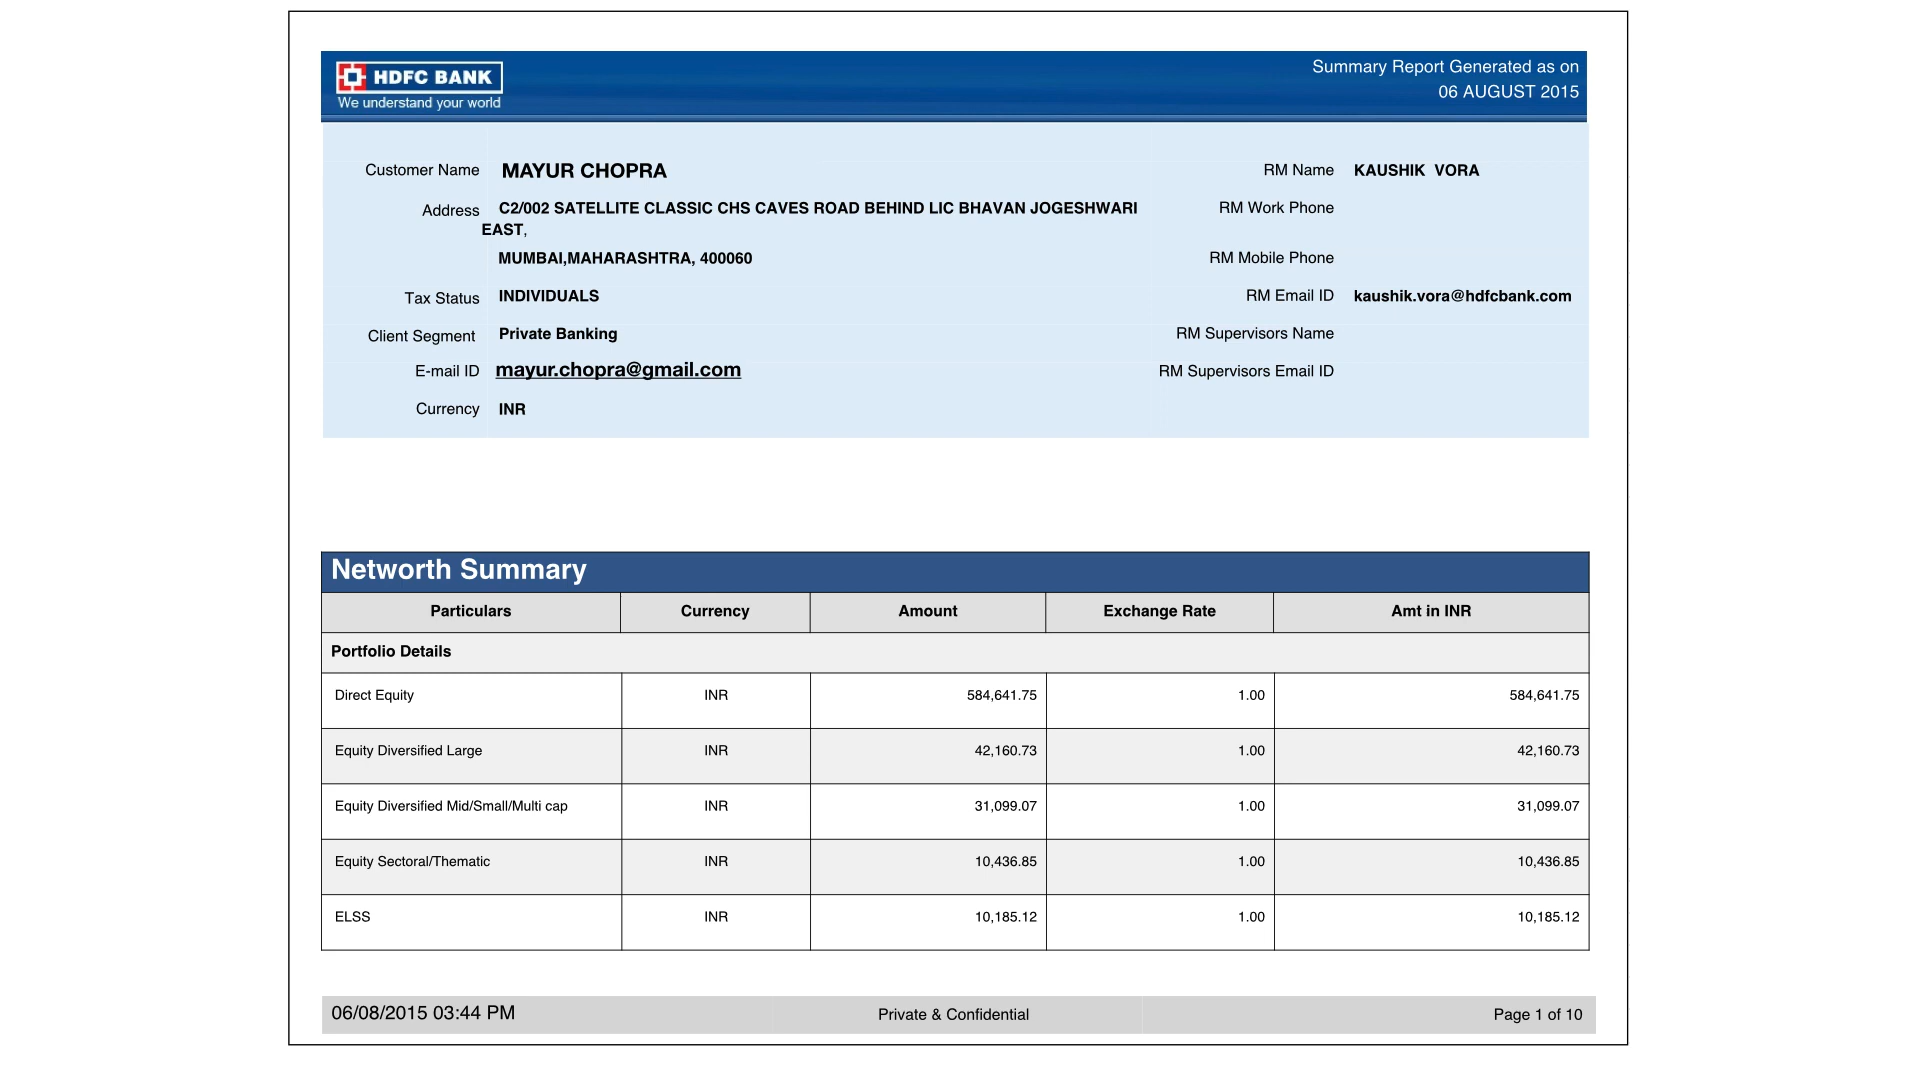 HDFC BANK
We understand your world
Summary Report Generated as on
06 AUGUST 2015
Customer Name MAYUR CHOPRA
Address C2/002 SATELLITE CLASSIC CHS CAVES ROAD BEHIND LIC BHAVAN JOGESHWARI
EAST,
MUMBAI,MAHARASHTRA, 400060
Tax Status INDIVIDUALS
Client Segment Private Banking
E-mail ID mayur.chopra@gmail.com
Currency INR
RM Name KAUSHIK VORA
RM Work Phone
RM Mobile Phone
RM Email ID kaushik.vora@hdfcbank.com
RM Supervisors Name
RM Supervisors Email ID
Networth Summary
Particulars Currency Amount Exchange Rate Amt in INR
Portfolio Details
Direct Equity INR 584,641.75 1.00 584,641.75
Equity Diversified Large INR 42,160.73 1.00 42,160.73
Equity Diversified Mid/Small/Multi cap INR 31,099.07 1.00 31,099.07
Equity Sectoral/Thematic INR 10,436.85 1.00 10,436.85
ELSS INR 10,185.12 1.00 10,185.12
06/08/2015 03:44 PM Private & Confidential Page 1 of 10